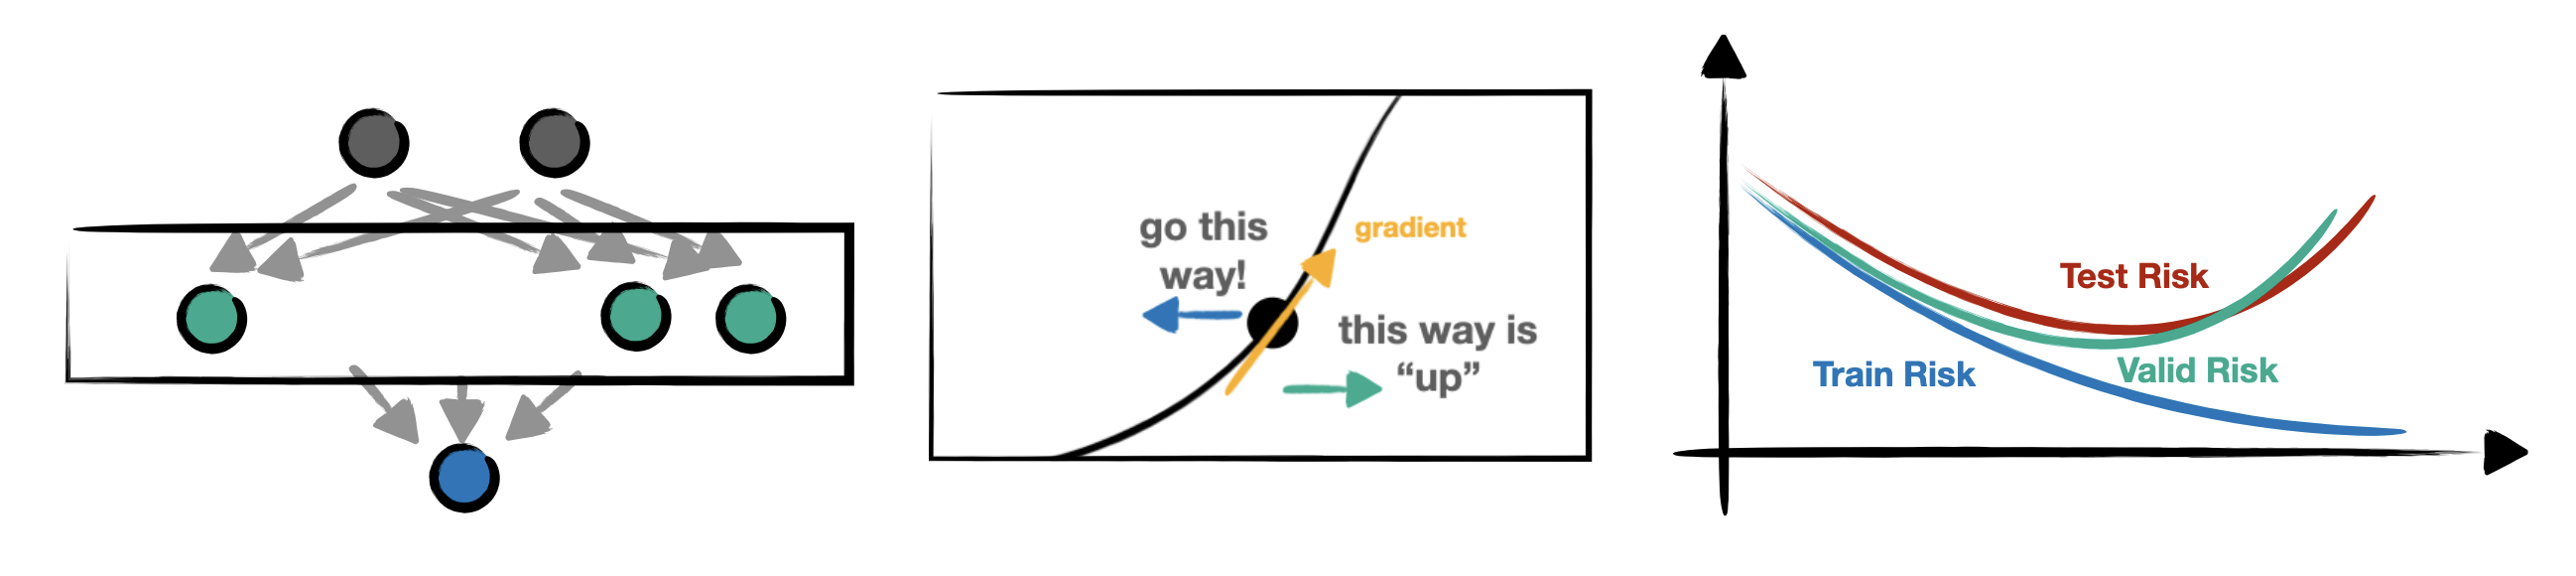 go this
way!
gradient
this way is
“up”
Test Risk
Train Risk
Valid Risk